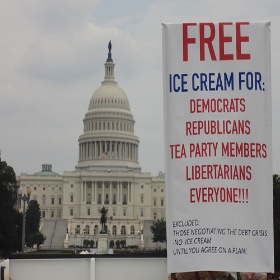 FREE
ICE CREAM FOR:
DEMOCRATS
REPUBLICANS
TEA PARTY MEMBERS
LIBERTARIANS
EVERYONE!!!
EXCLUDED:
THOSE NEGOTIATING THE DEBT CRISIS
-NO ICE CREAM
UNTIL YOU AGREE ON A PLAN!